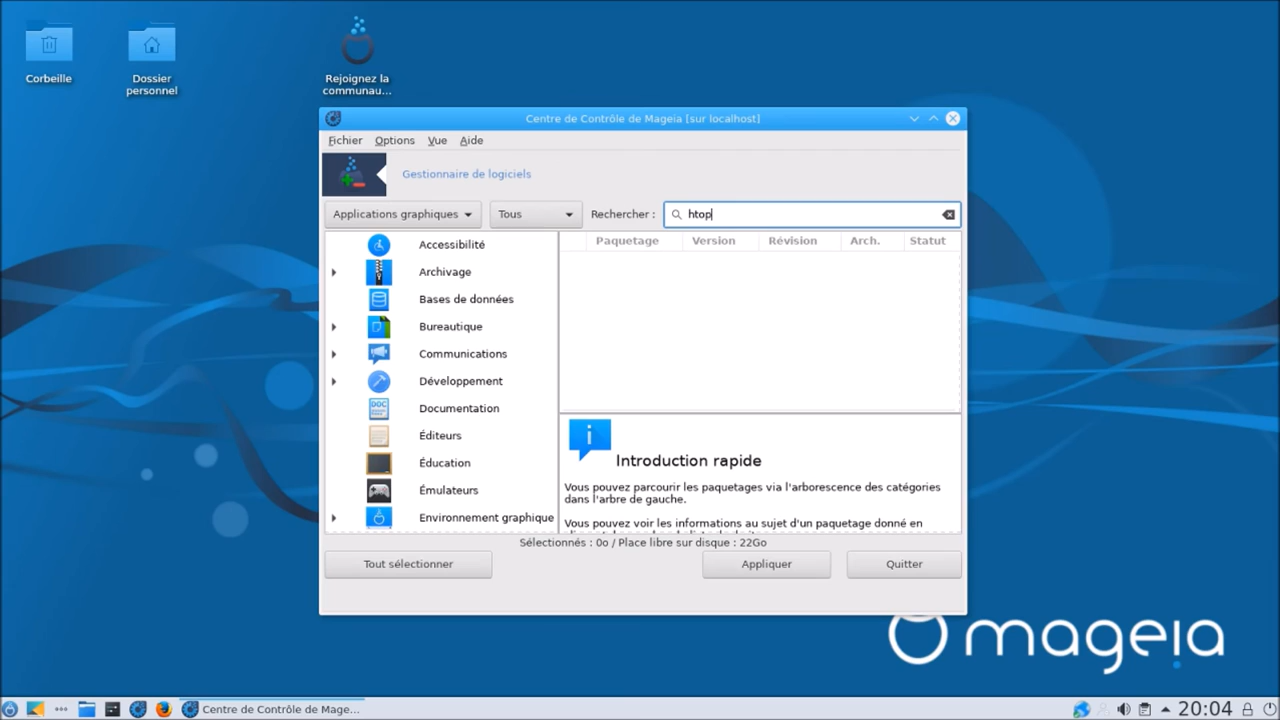 Corbeille
Dossier
personnel
Rejoignez la
communau...
Centre de Contrôle de Mageia [sur localhost]
Fichier Options Vue Aide
Gestionnaire de logiciels
Applications graphiques Tous Rechercher : htop
Paquetage Version Révision Arch. Statut
Accessibilité
Archivage
Bases de données
Bureautique
Communications
Développement
Documentation
Éditeurs
Éducation
Émulateurs
Environnement graphique
DOC
Introduction rapide
Vous pouvez parcourir les paquetages via l'arborescence des catégories
dans l'arbre de gauche.
Vous pouvez voir les informations au sujet d'un paquetage donné en
Sélectionnés : 0o / Place libre sur disque : 22Go
Tout sélectionner Appliquer Quitter
mageia
Centre de Contrôle de Mage... 20:04